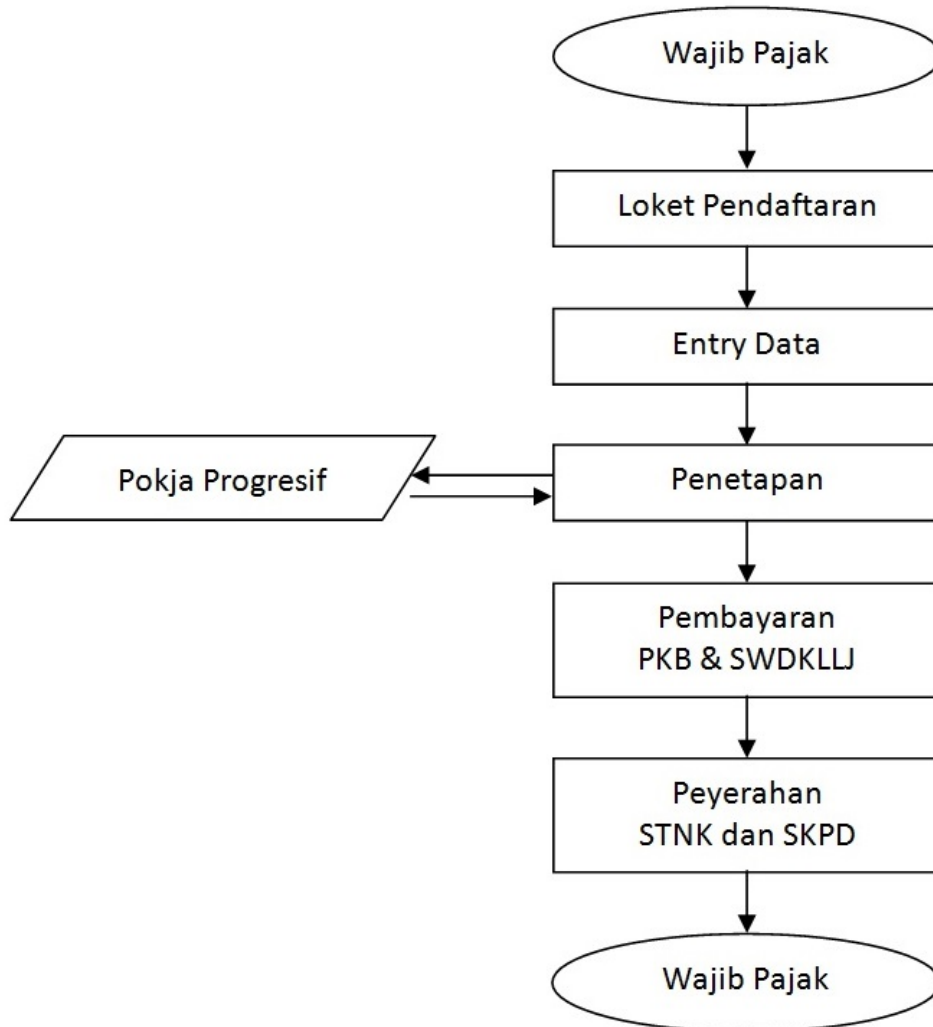 Wajib Pajak
Loket Pendaftaran
Entry Data
Pokja Progresif
Penetapan
Pembayaran
PKB & SWDKLLJ
Peyerahan
STNK dan SKPD
Wajib Pajak